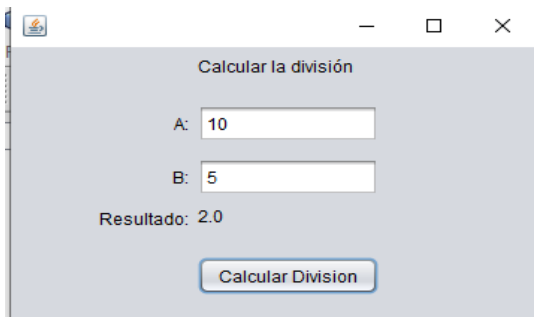 Calcular la división
A: 10
B: 5
Resultado: 2.0
Calcular Division